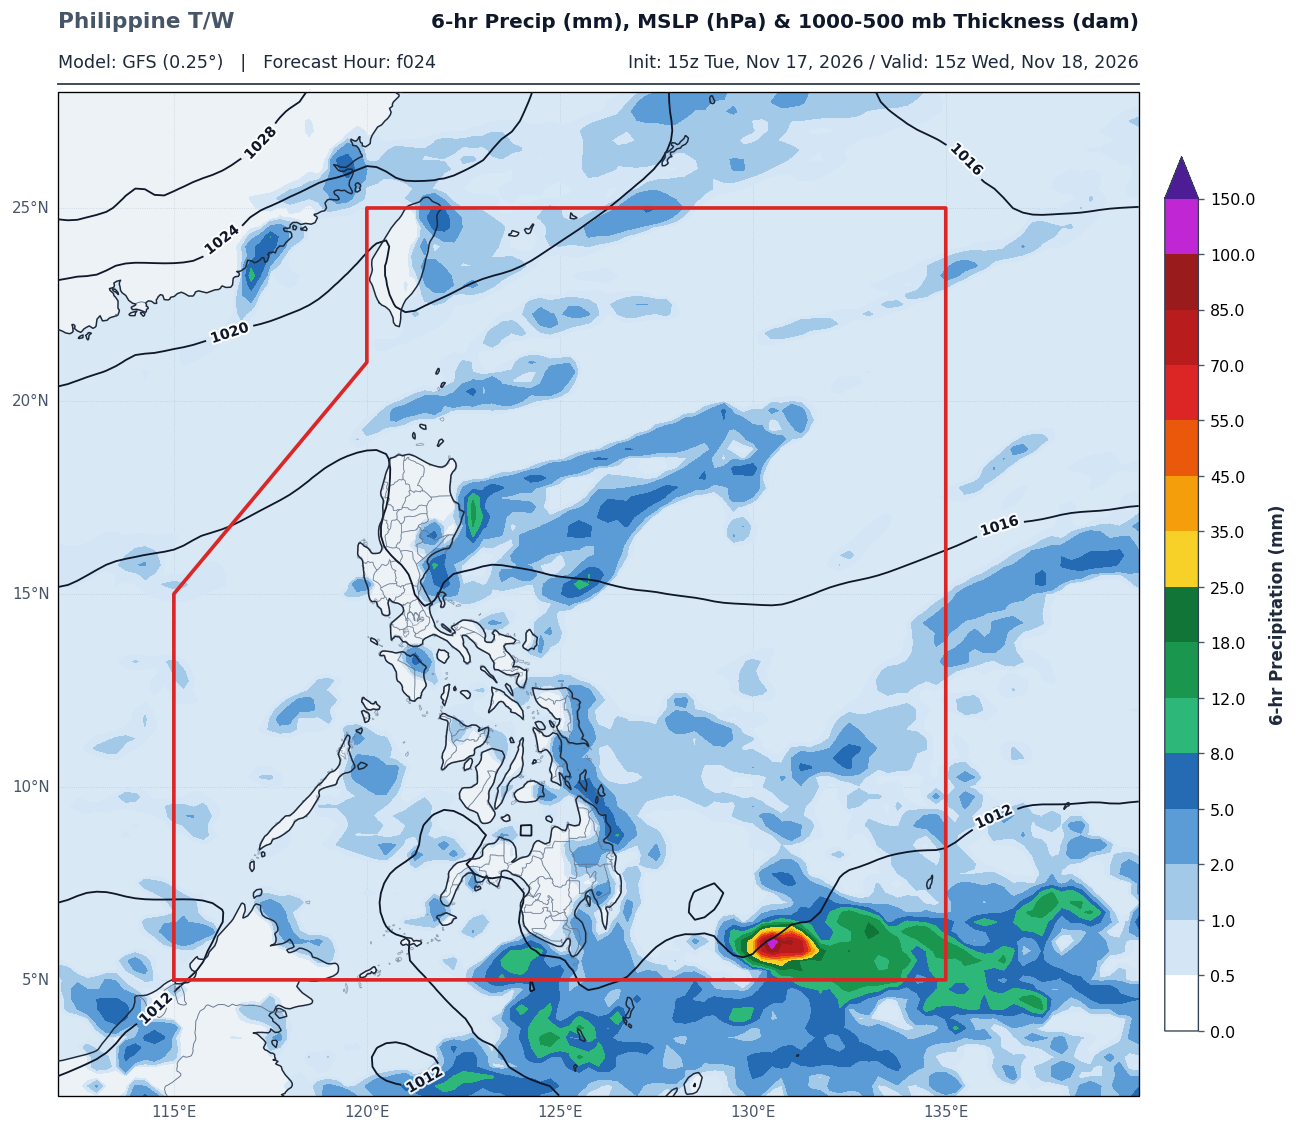 Philippine T/W
6-hr Precip (mm), MSLP (hPa) & 1000-500 mb Thickness (dam)
Model: GFS (0.25°) | Forecast Hour: f024
Init: 15z Tue, Nov 17, 2026 / Valid: 15z Wed, Nov 18, 2026
1028
1016
1024
1020
1016
1012
1012
1012
25°N
20°N
15°N
10°N
5°N
115°E
120°E
125°E
130°E
135°E
150.0
100.0
85.0
70.0
55.0
45.0
35.0
25.0
18.0
12.0
8.0
5.0
2.0
1.0
0.5
0.0
6-hr Precipitation (mm)